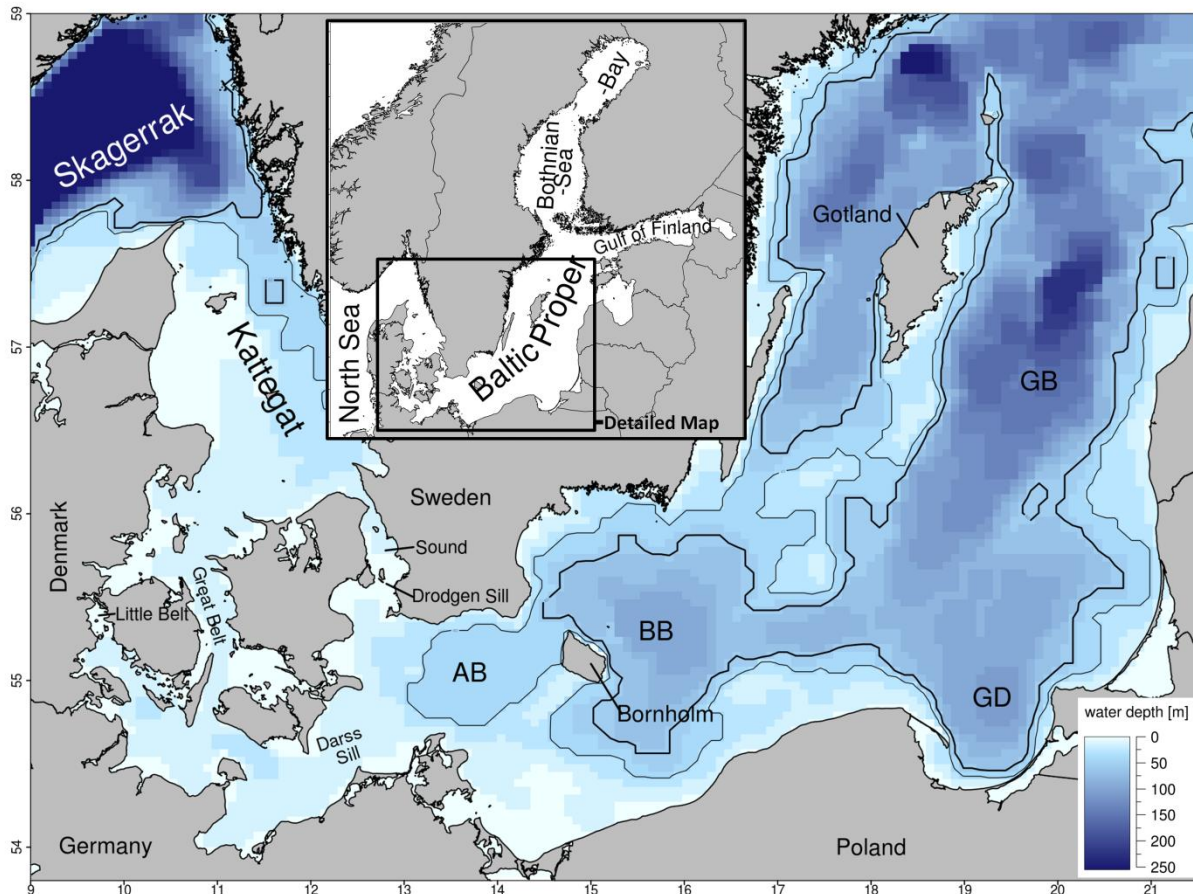 59
58
57
56
55
54
9 10 11 12 13 14 15 16 17 18 19 20 21
Skagerrak
Kattegat
Denmark
Little Belt
Great Belt
Sound
Drodgen Sill
Sweden
Darss
Sill
Germany
AB
BB
Bornholm
Gotland
GB
GD
Poland
North Sea
Baltic Proper
Bothnian
-Sea
-Bay
Gulf of Finland
Detailed Map
water depth [m]
0
50
100
150
200
250